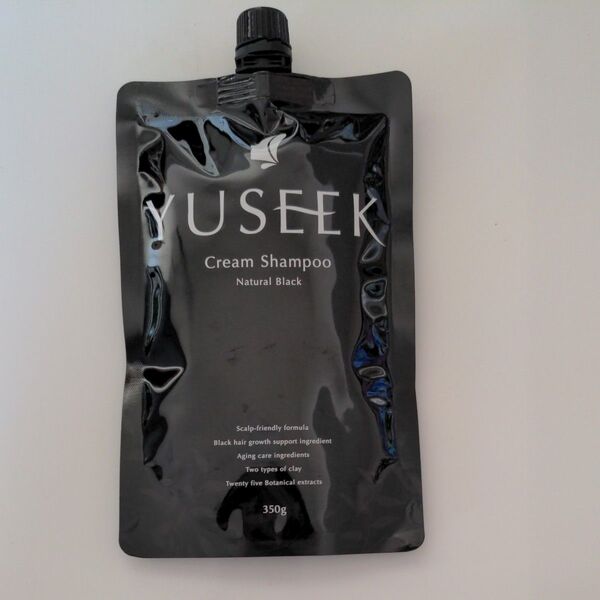 YUSEEK
Cream Shampoo
Natural Black
Scalp-friendly formula
Black hair growth support ingredient
Aging care ingredients
Two types of clay
Twenty five Botanical extracts
350g